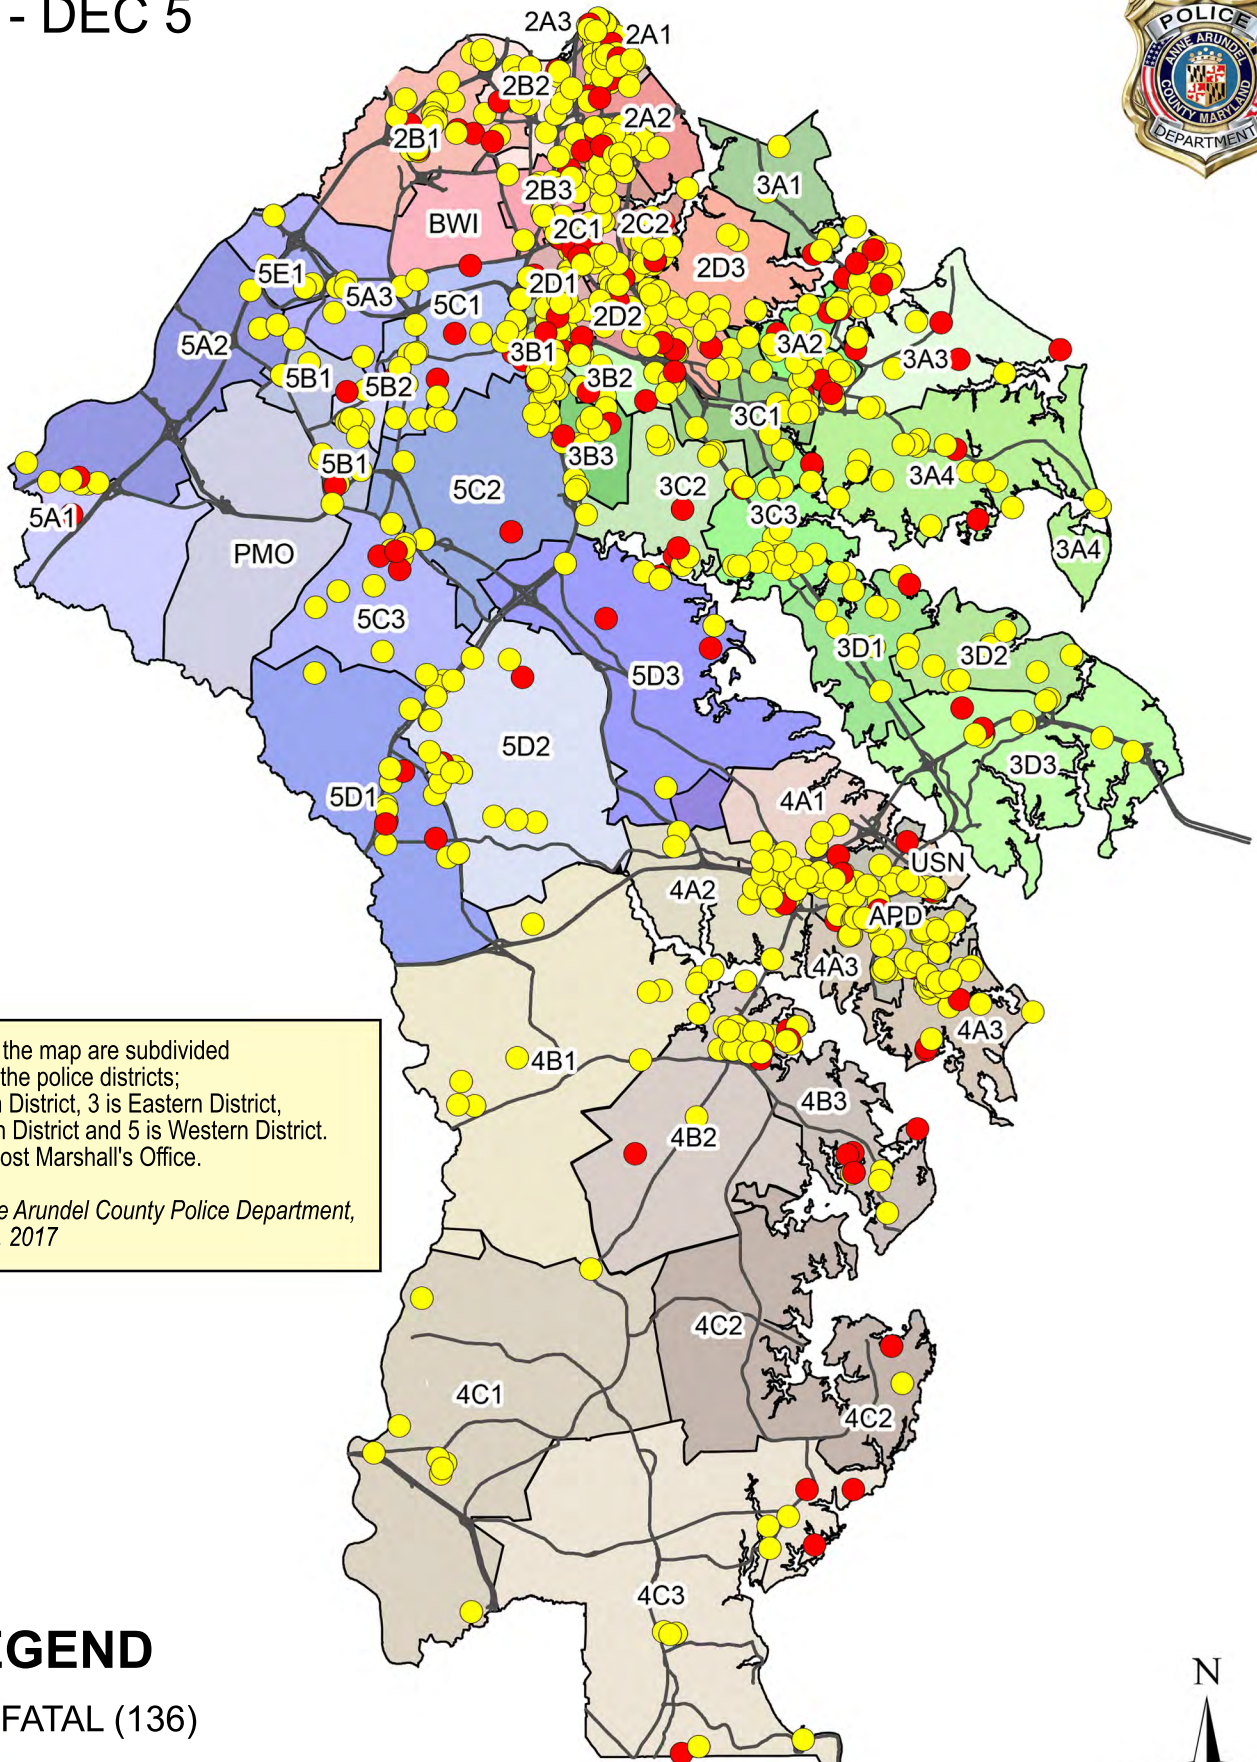 - DEC 5
POLICE
ANNE ARUNDEL
COUNTY MARYLAND
DEPARTMENT
2A3
2A1
2B2
2A2
2B1
3A1
2B3
BWI
2C1
2C2
2D3
5E1
2D1
5A3
5C1
2D2
5A2
3B1
3A2
3A3
5B1
5B2
3B2
3C1
3B3
5B1
5C2
3C2
3A4
5A1
3C3
PMO
3A4
5C3
3D1
3D2
5D3
5D2
3D3
5D1
4A1
USN
4A2
APD
4A3
4A3
4B1
4B3
4B2
the map are subdivided
the police districts;
District, 3 is Eastern District,
District and 5 is Western District.
ost Marshall's Office.
e Arundel County Police Department,
2017
4C2
4C1
4C2
4C3
EGEND
FATAL (136)
N